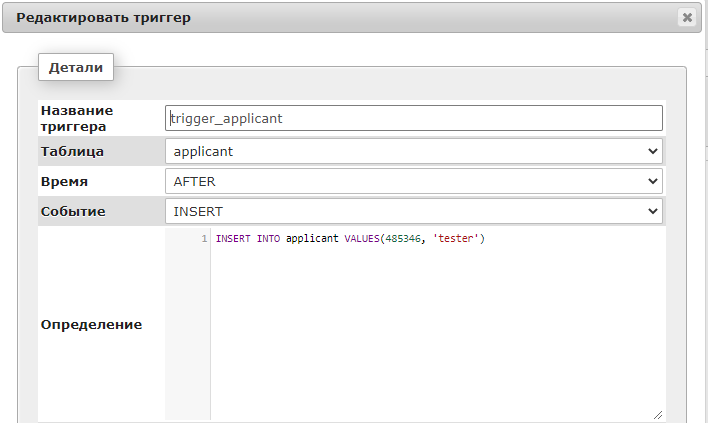 Редактировать триггер
Детали
Название
триггера
trigger_applicant
Таблица
applicant
Время
AFTER
Событие
INSERT
Определение
1 INSERT INTO applicant VALUES(485346, 'tester')